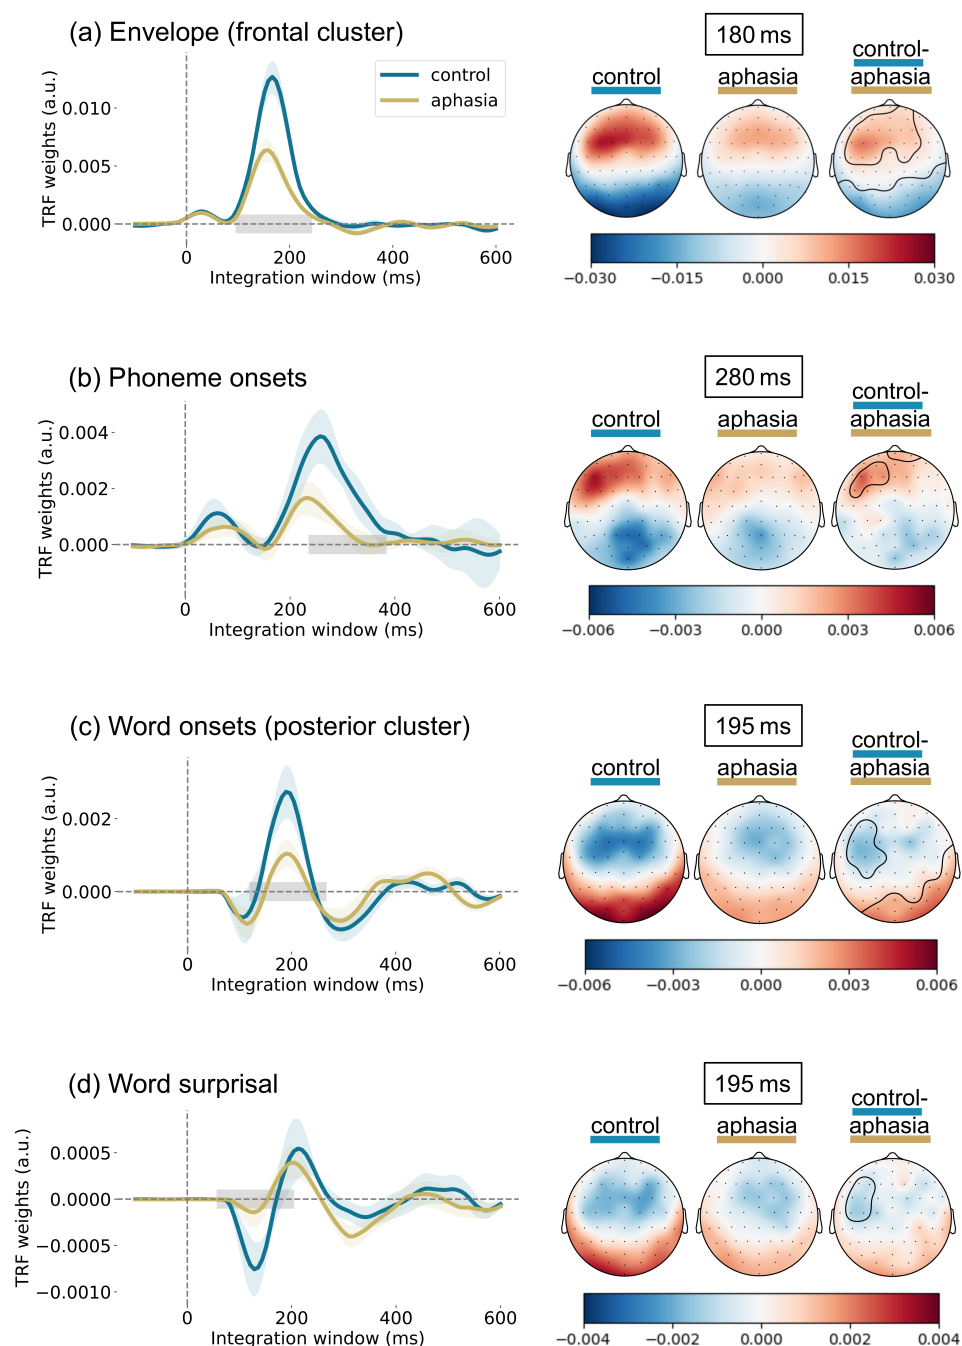 (a) Envelope (frontal cluster)
TRF weights (a.u.)
0.010
0.005
0.000
0 200 400 600
Integration window (ms)
control
aphasia
180 ms
control aphasia control-
aphasia
−0.030 −0.015 0.000 0.015 0.030
(b) Phoneme onsets
TRF weights (a.u.)
0.004
0.002
0.000
0 200 400 600
Integration window (ms)
280 ms
control aphasia control-
aphasia
−0.006 −0.003 0.000 0.003 0.006
(c) Word onsets (posterior cluster)
TRF weights (a.u.)
0.002
0.000
0 200 400 600
Integration window (ms)
195 ms
control aphasia control-
aphasia
−0.006 −0.003 0.000 0.003 0.006
(d) Word surprisal
TRF weights (a.u.)
0.0005
0.0000
−0.0005
−0.0010
0 200 400 600
Integration window (ms)
195 ms
control aphasia control-
aphasia
−0.004 −0.002 0.000 0.002 0.004